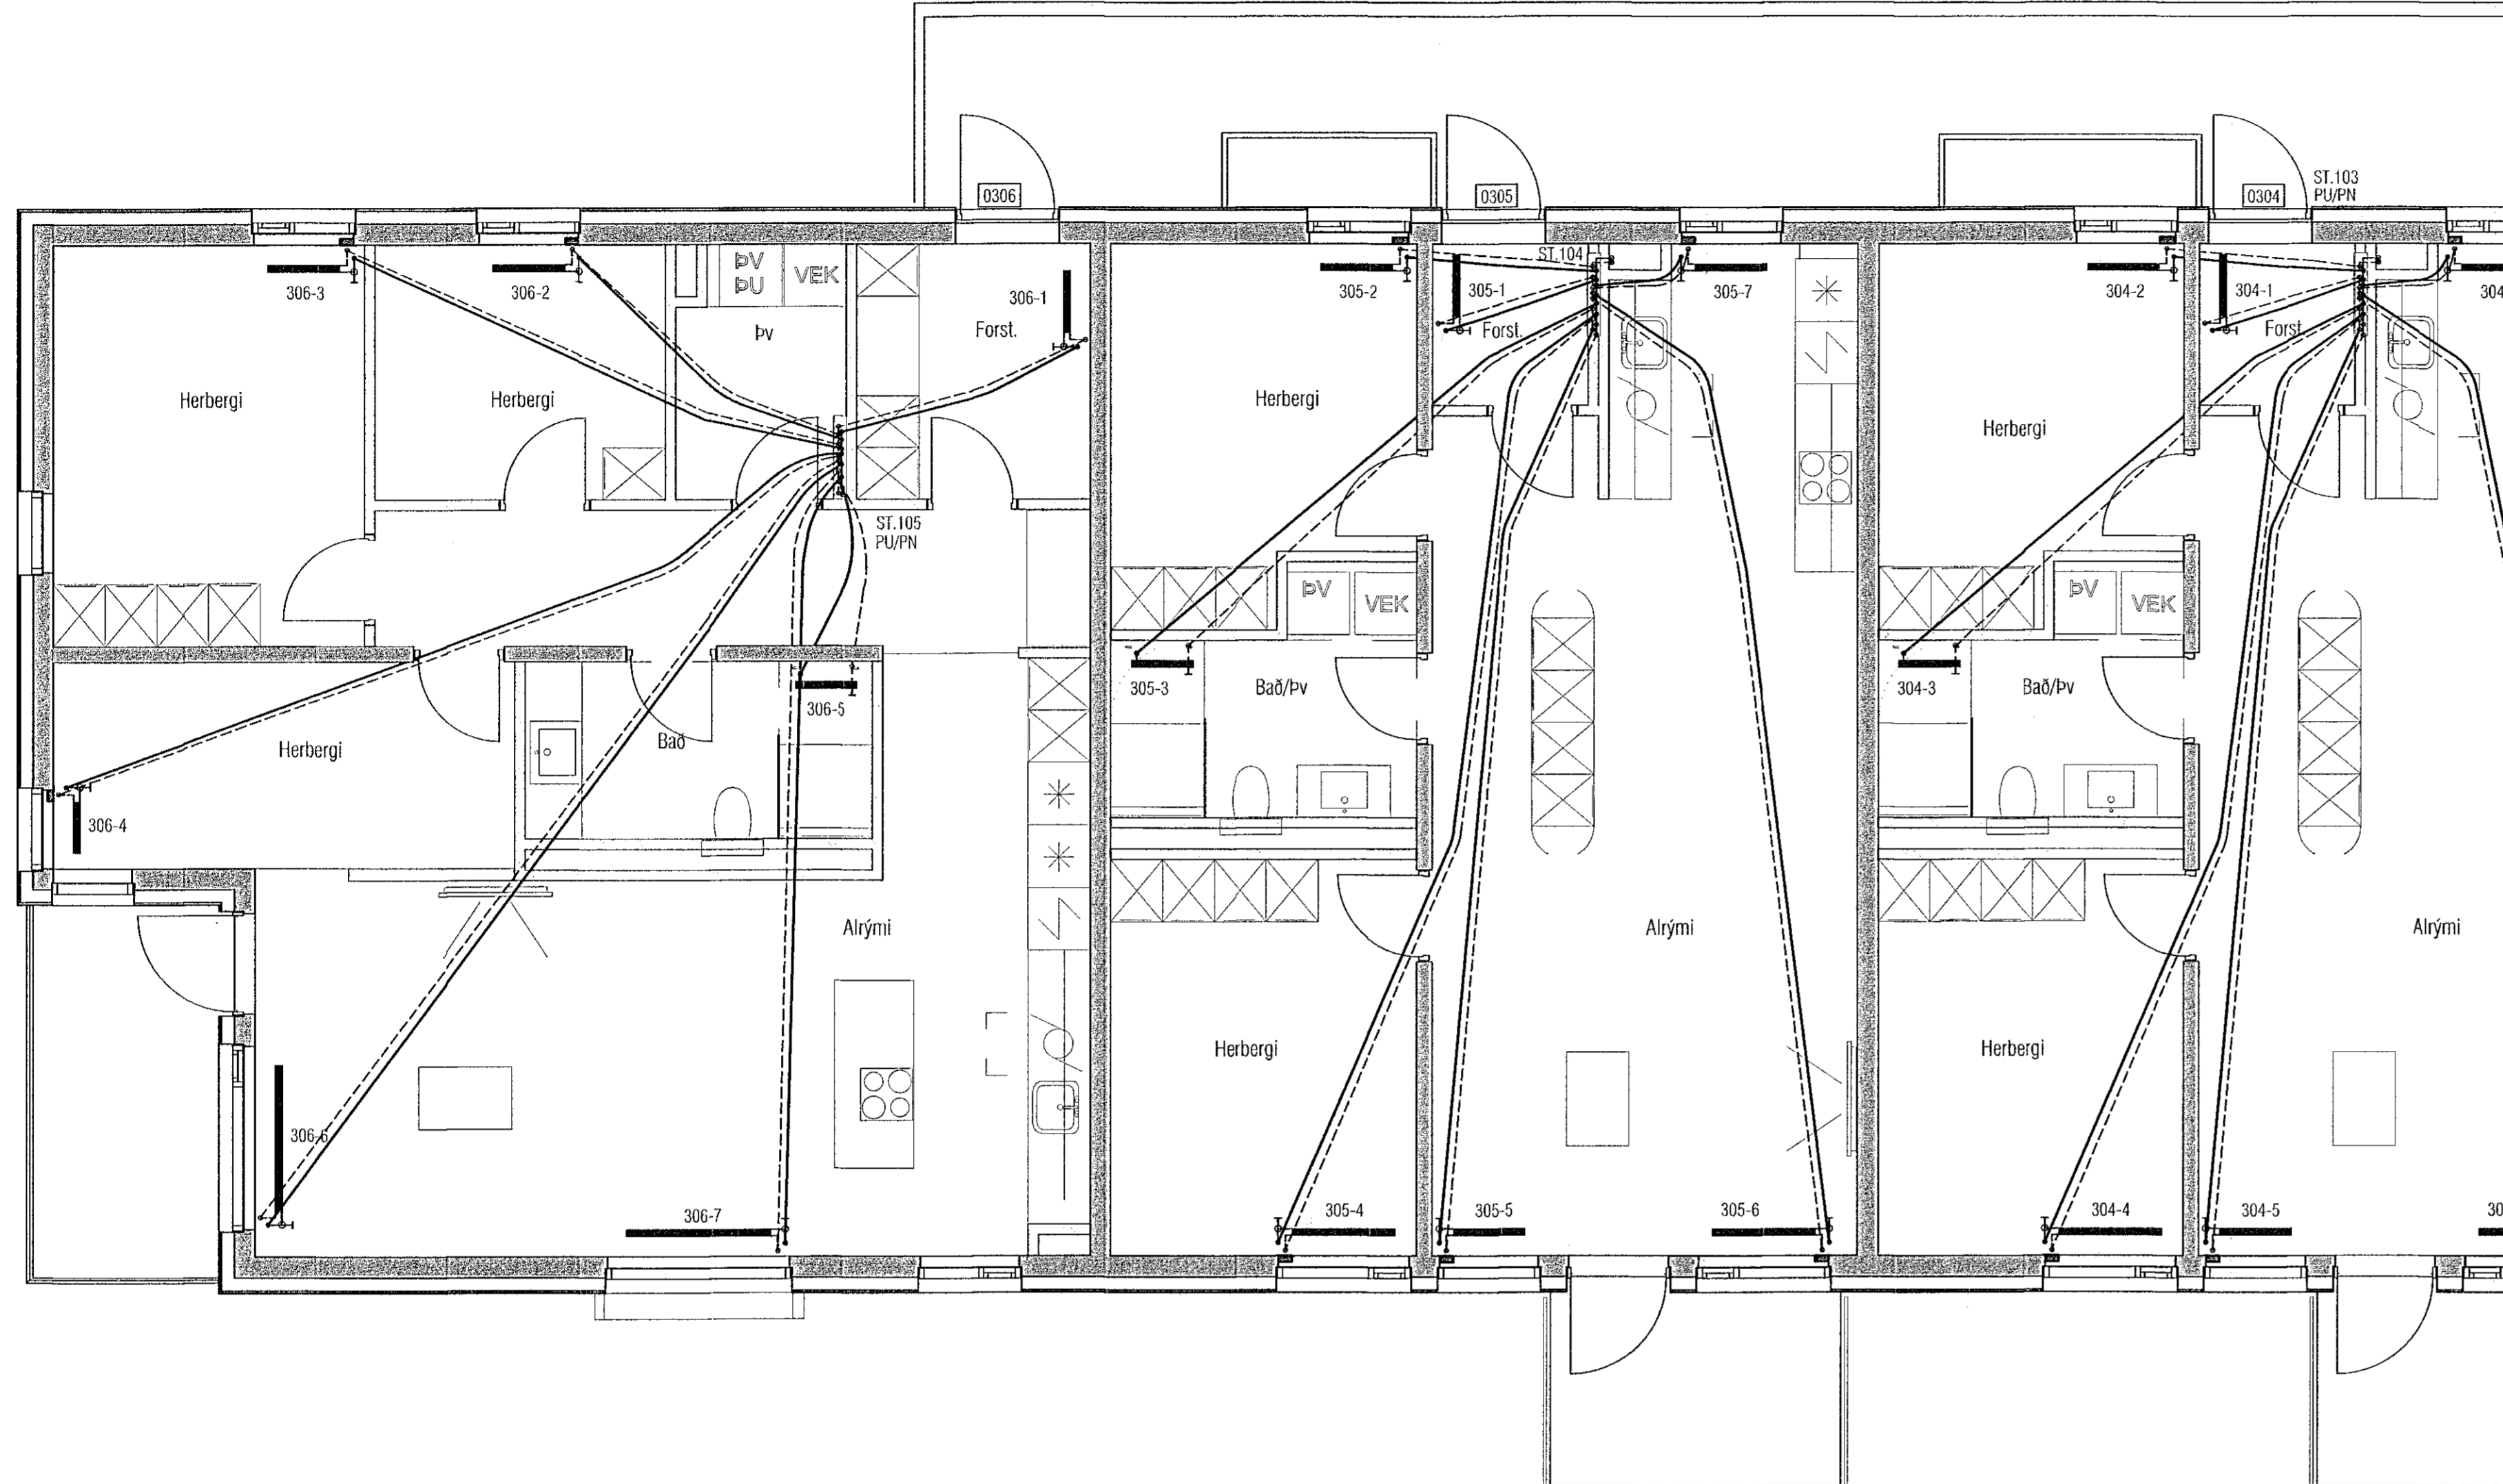 ST.103
PU/PN
0306
0305
0304
ÞV
ÞU
VEK
ST.104
306-3
306-2
306-1
305-2
305-1
305-7
304-2
304-1
304
Þv
Forst.
Forst.
Forst.
Herbergi
Herbergi
Herbergi
Herbergi
ST.105
PU/PN
ÞV
VEK
ÞV
VEK
306-5
305-3
Bað/Þv
304-3
Bað/Þv
Herbergi
Bað
306-4
Alrými
Alrými
Alrými
Herbergi
Herbergi
306-6
306-7
305-4
305-5
305-6
304-4
304-5
30